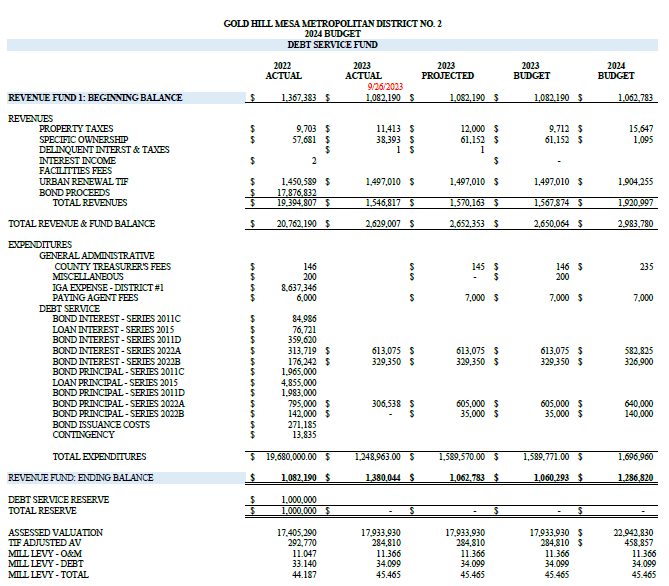 GOLD HILL MESA METROPOLITAN DISTRICT NO. 2
2024 BUDGET
DEBT SERVICE FUND
2022 2023 2023 2023 2024
ACTUAL ACTUAL PROJECTED BUDGET BUDGET
9/26/2023
REVENUE FUND 1: BEGINNING BALANCE $ 1,367,383 $ 1,082,190 $ 1,082,190 $ 1,082,190 $ 1,062,783
REVENUES
PROPERTY TAXES $ 9,703 $ 11,413 $ 12,000 $ 9,712 $ 15,647
SPECIFIC OWNERSHIP $ 57,681 $ 38,393 $ 61,152 $ 61,152 $ 1,095
DELINQUENT INTERST & TAXES $ 1 $ 1
INTEREST INCOME $ 2 $ -
FACILITTIES FEES
URBAN RENEWAL TIF $ 1,450,589 $ 1,497,010 $ 1,497,010 $ 1,497,010 $ 1,904,255
BOND PROCEEDS $ 17,876,832
TOTAL REVENUES $ 19,394,807 $ 1,546,817 $ 1,570,163 $ 1,567,874 $ 1,920,997
TOTAL REVENUE & FUND BALANCE $ 20,762,190 $ 2,629,007 $ 2,652,353 $ 2,650,064 $ 2,983,780
EXPENDITURES
GENERAL ADMINISTRATIVE
COUNTY TREASURER'S FEES $ 146 $ 145 $ 146 $ 235
MISCELLANEOUS $ 200 $ - $ 200
IGA EXPENSE - DISTRICT #1 $ 8,637,346
PAYING AGENT FEES $ 6,000 $ 7,000 $ 7,000 $ 7,000
DEBT SERVICE
BOND INTEREST - SERIES 2011C $ 84,986
LOAN INTEREST - SERIES 2015 $ 76,721
BOND INTEREST - SERIES 2011D $ 359,620
BOND INTEREST - SERIES 2022A $ 313,719 $ 613,075 $ 613,075 $ 613,075 $ 582,825
BOND INTEREST - SERIES 2022B $ 176,242 $ 329,350 $ 329,350 $ 329,350 $ 326,900
BOND PRINCIPAL - SERIES 2011C $ 1,965,000
LOAN PRINCIPAL - SERIES 2015 $ 4,855,000
BOND PRINCIPAL - SERIES 2011D $ 1,983,000
BOND PRINCIPAL - SERIES 2022A $ 795,000 $ 306,538 $ 605,000 $ 605,000 $ 640,000
BOND PRINCIPAL - SERIES 2022B $ 142,000 $ - $ 35,000 $ 35,000 $ 140,000
BOND ISSUANCE COSTS $ 271,185
CONTINGENCY $ 13,835
TOTAL EXPENDITURES $ 19,680,000.00 $ 1,248,963.00 $ 1,589,570.00 $ 1,589,771.00 $ 1,696,960
REVENUE FUND: ENDING BALANCE $ 1,082,190 $ 1,380,044 $ 1,062,783 $ 1,060,293 $ 1,286,820
DEBT SERVICE RESERVE $ 1,000,000
TOTAL RESERVE $ 1,000,000 $ - $ - $ - $ -
ASSESSED VALUATION 17,405,290 17,933,930 17,933,930 17,933,930 $ 22,942,830
TIF ADJUSTED AV 292,770 284,810 284,810 284,810 $ 458,857
MILL LEVY - O&M 11.047 11.366 11.366 11.366 11.366
MILL LEVY - DEBT 33.140 34.099 34.099 34.099 34.099
MILL LEVY - TOTAL 44.187 45.465 45.465 45.465 45.465